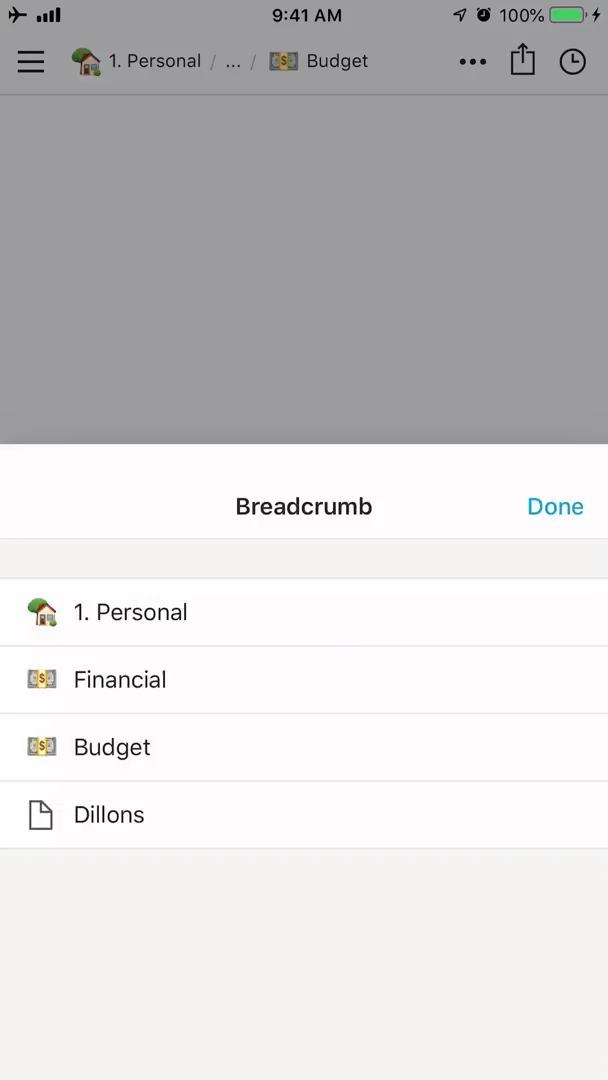 9:41 AM 100%
1. Personal / ... / Budget
Breadcrumb Done
1. Personal
Financial
Budget
Dillons